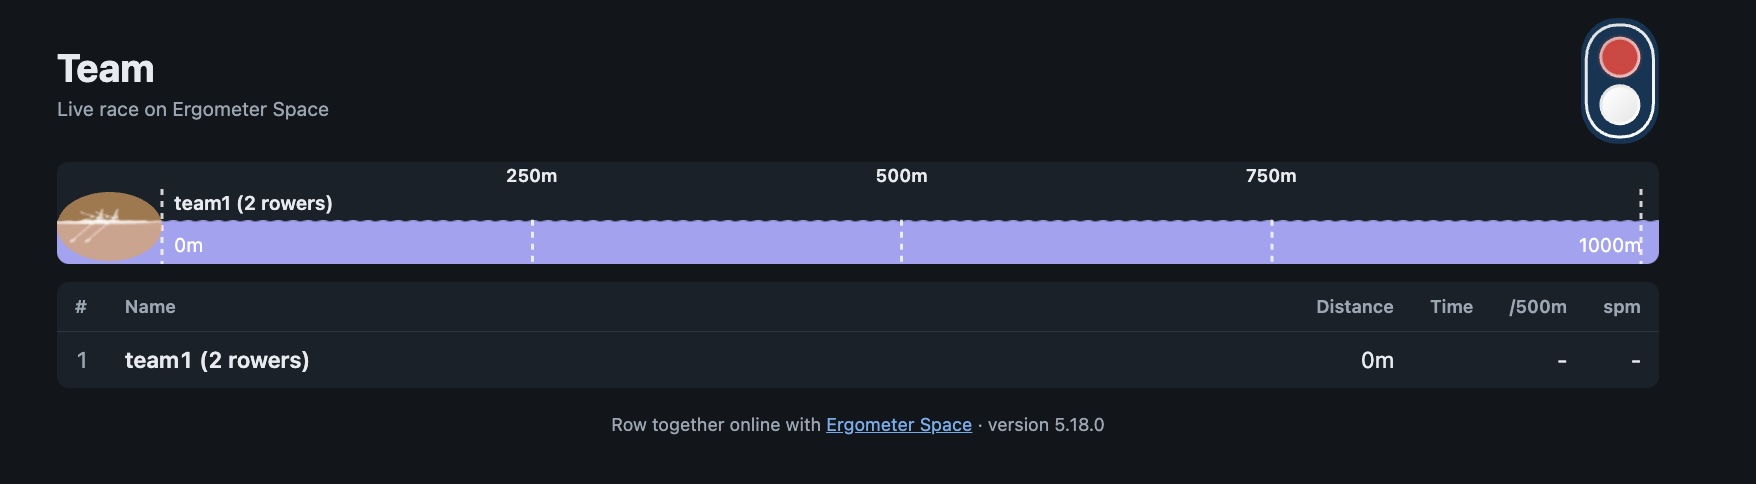 Team
Live race on Ergometer Space
250m 500m 750m
team1 (2 rowers)
0m 1000m
# Name Distance Time /500m spm
1 team1 (2 rowers) 0m - -
Row together online with Ergometer Space · version 5.18.0